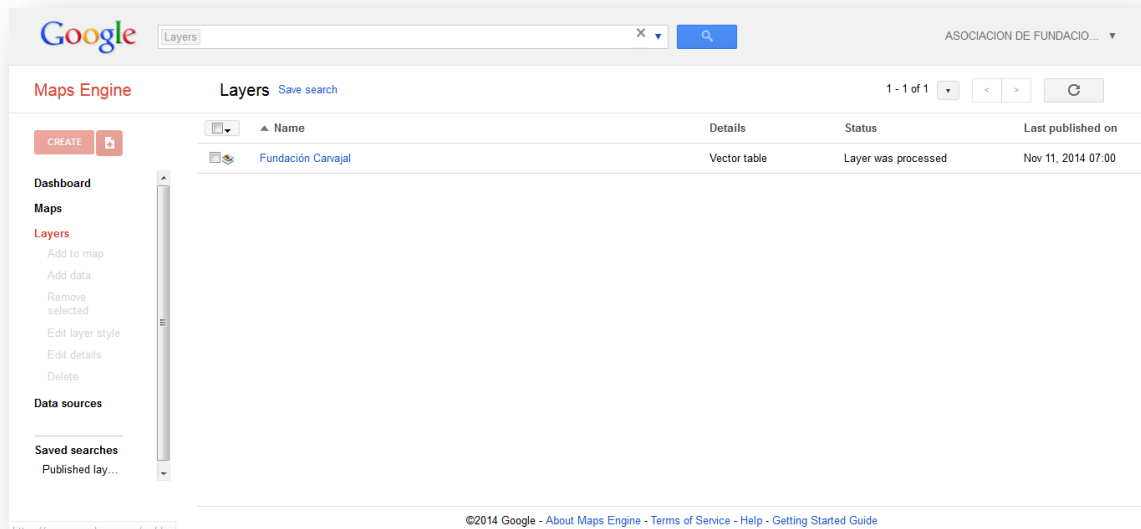 Google
Layers
ASOCIACION DE FUNDACIO... ▼
Maps Engine
Layers Save search
1 - 1 of 1
< >
CREATE
Name Details Status Last published on
Fundación Carvajal Vector table Layer was processed Nov 11, 2014 07:00
Dashboard
Maps
Layers
Add to map
Add data
Remove
selected
Edit layer style
Edit details
Delete
Data sources
Saved searches
Published lay...
©2014 Google - About Maps Engine - Terms of Service - Help - Getting Started Guide